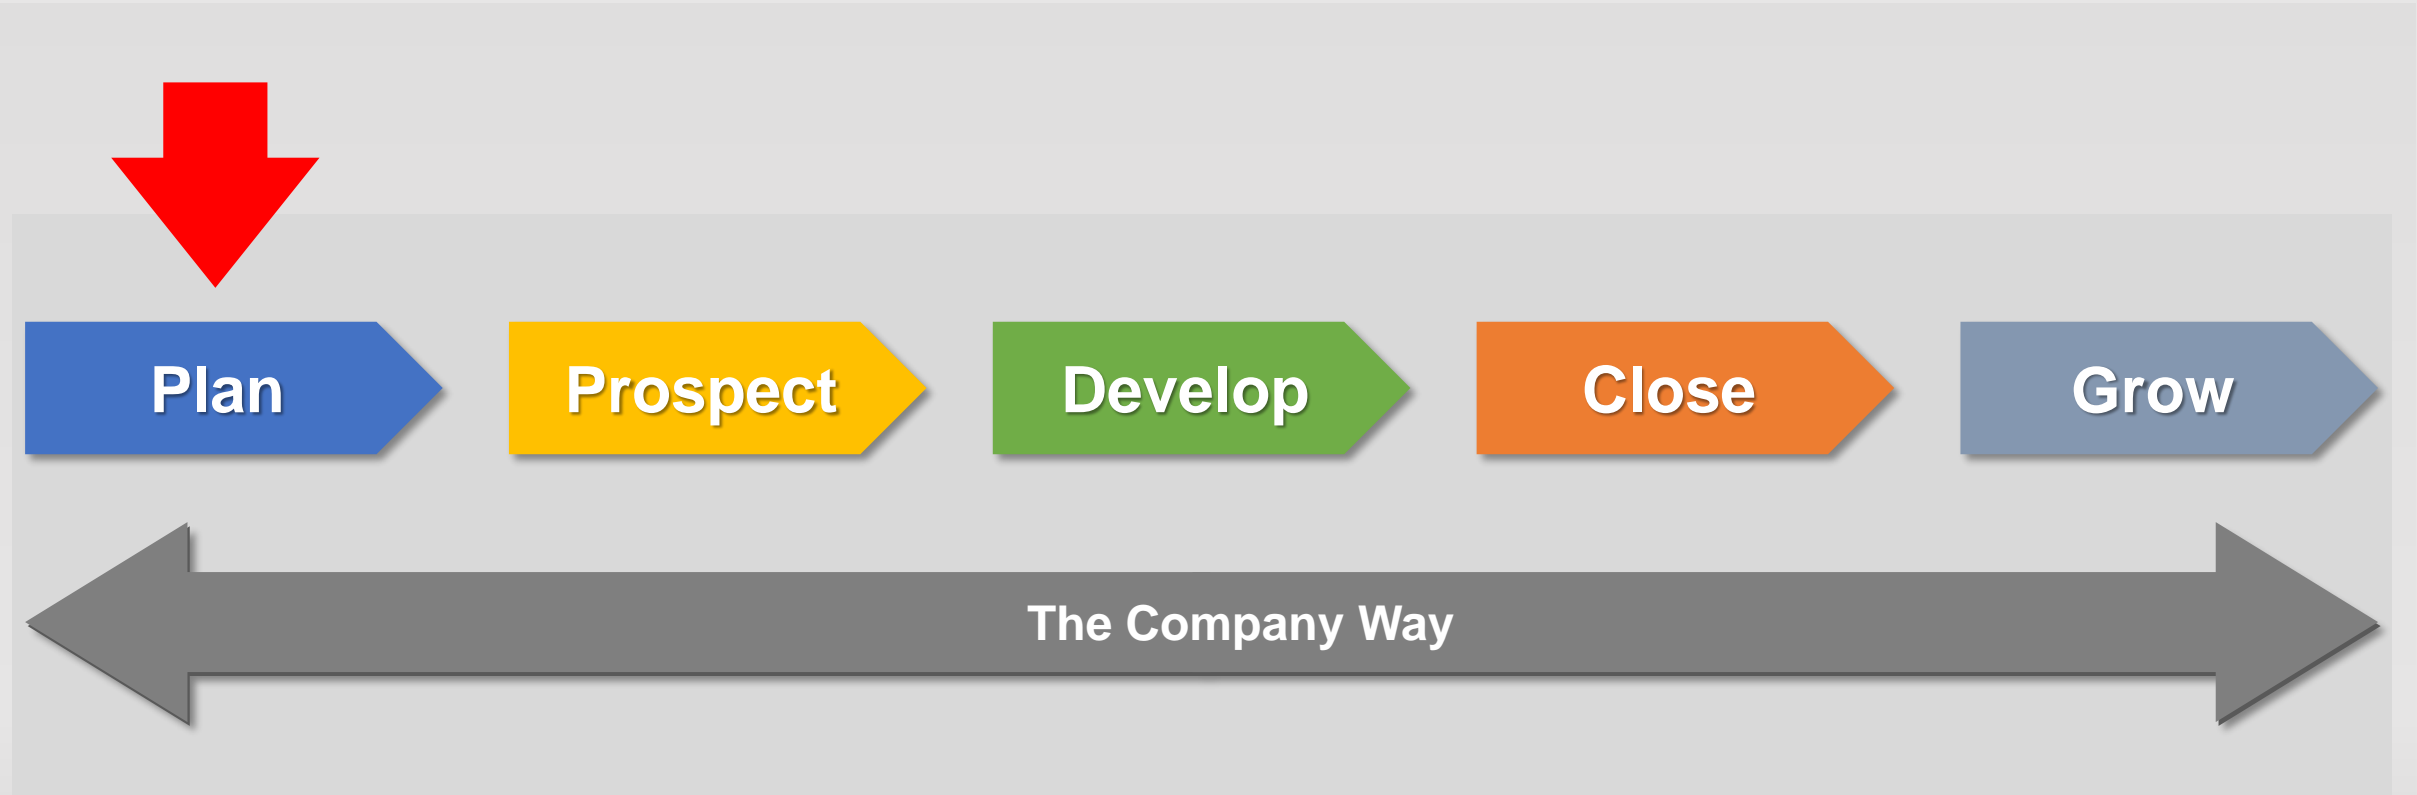 Plan
Prospect
Develop
Close
Grow
The Company Way